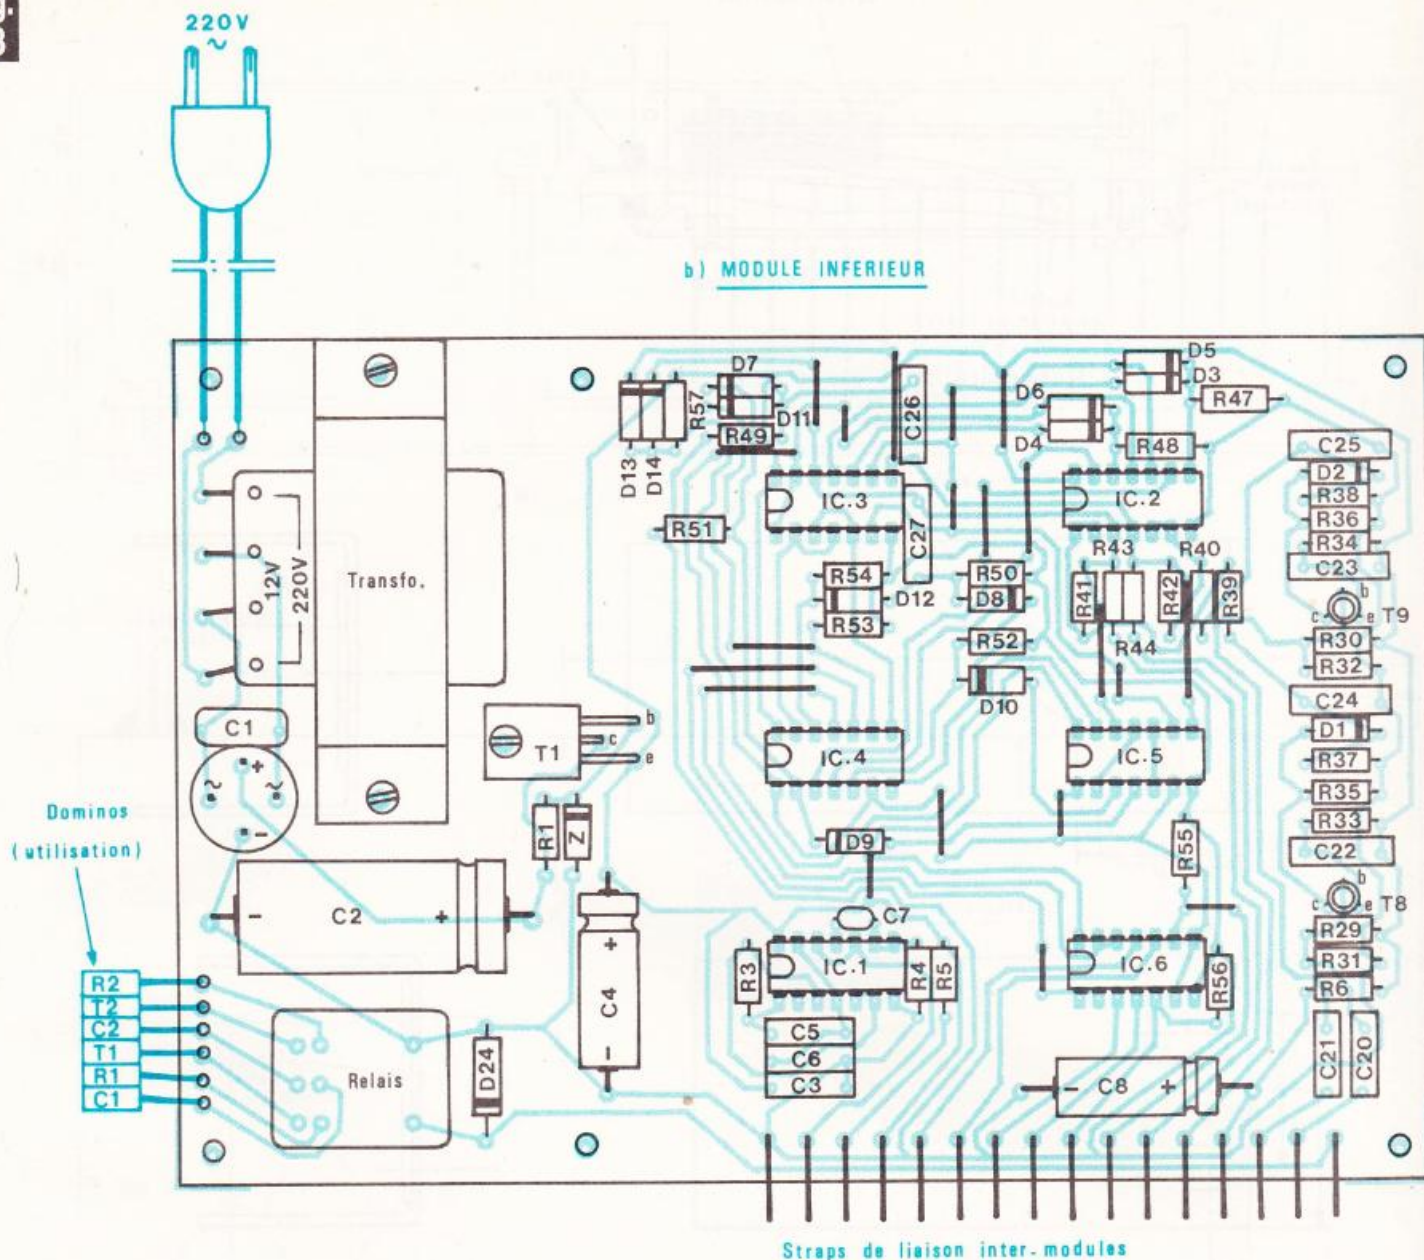 220V
~
b) MODULE INFERIEUR
D5
D3
D7
D6
R47
R57
D11
C26
R49
D4
R48
C25
D13
D14
D2
R38
IC.3
IC.2
R36
R51
C27
R34
R43
R40
C23
12V
220V
Transfo.
R54
R50
D12
D8
R41
R42
R39
b
c
e
T9
R53
R30
R52
R44
R32
D10
C24
C1
b
c
e
T1
D1
IC.4
IC.5
R37
+
~
~
-
R35
Dominos
(utilisation)
R1
Z
R33
D9
R55
C22
b
c
e
T8
-
C2
+
C7
R29
+
C4
-
R3
IC.1
R4
R5
IC.6
R56
R31
R6
R2
T2
C2
T1
R1
C1
C5
C6
C3
C21
C20
Relais
D24
-
C8
+
Straps de liaison inter-modules